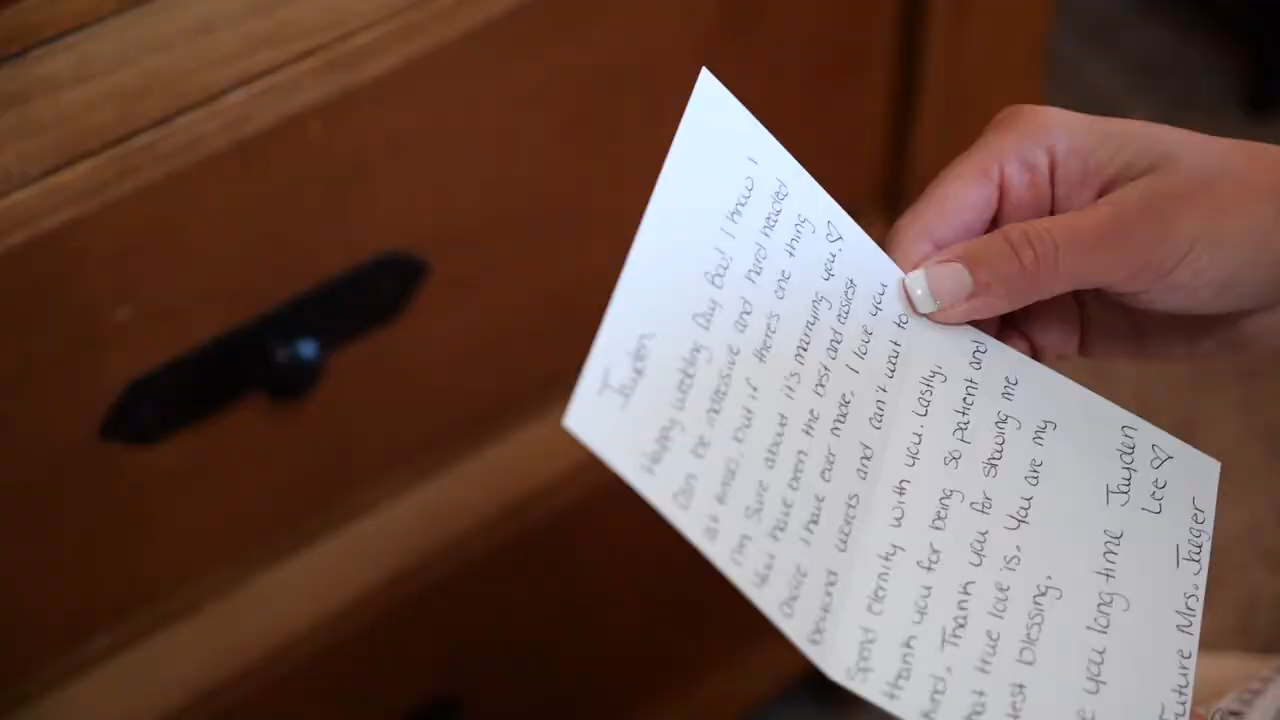 Jayden
Happy wedding Day Boo! I know I
can be indecisive and hard headed
at times, but if there's one thing
I'm sure about it's marrying you.♡
You have been the best and easiest
choice I have ever made. I love you
beyond words and can't wait to
spend eternity with you. Lastly,
thank you for being so patient and
kind. Thank you for showing me
hat true love is. You are my
blessing.
e you long time Jayden
Lee♡
uture Mrs. Jaeger